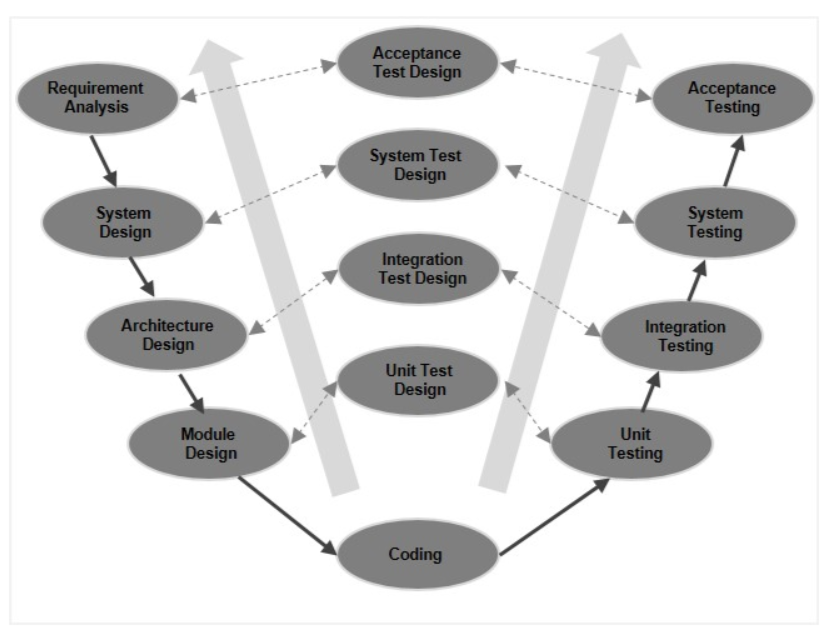 Acceptance
Test Design
Requirement
Analysis
Acceptance
Testing
System Test
Design
System
Design
System
Testing
Integration
Test Design
Architecture
Design
Integration
Testing
Unit Test
Design
Module
Design
Unit
Testing
Coding